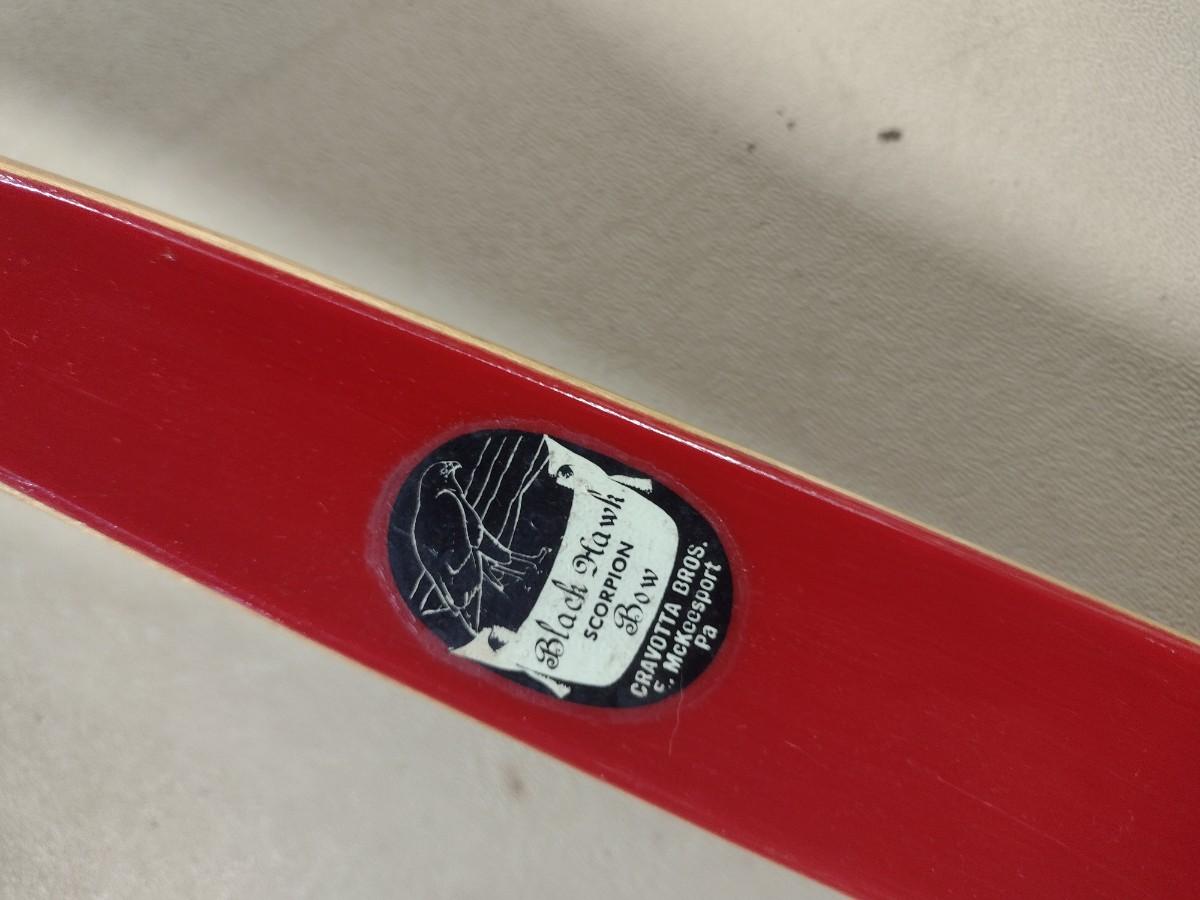 Black Hawk
SCORPION
Bow
CRAVOTTA BROS.
E. McKeesport
Pa